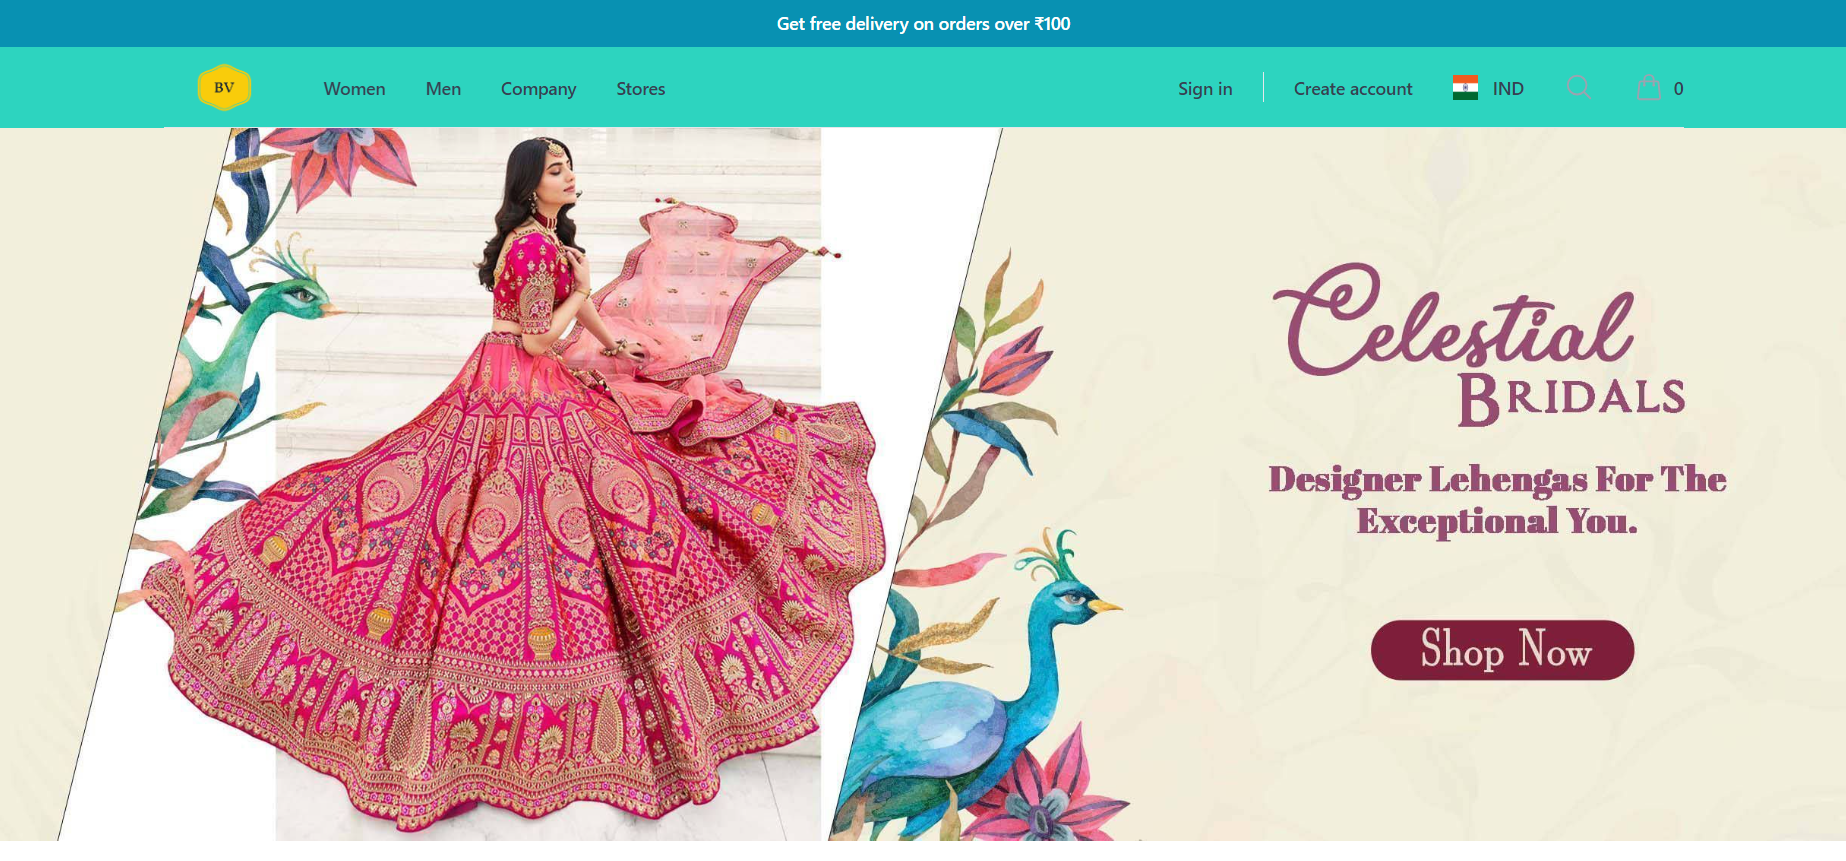 Get free delivery on orders over ₹100
BV
Women Men Company Stores Sign in Create account IND 0
Celestial
BRIDALS
Designer Lehengas For The
Exceptional You.
Shop Now